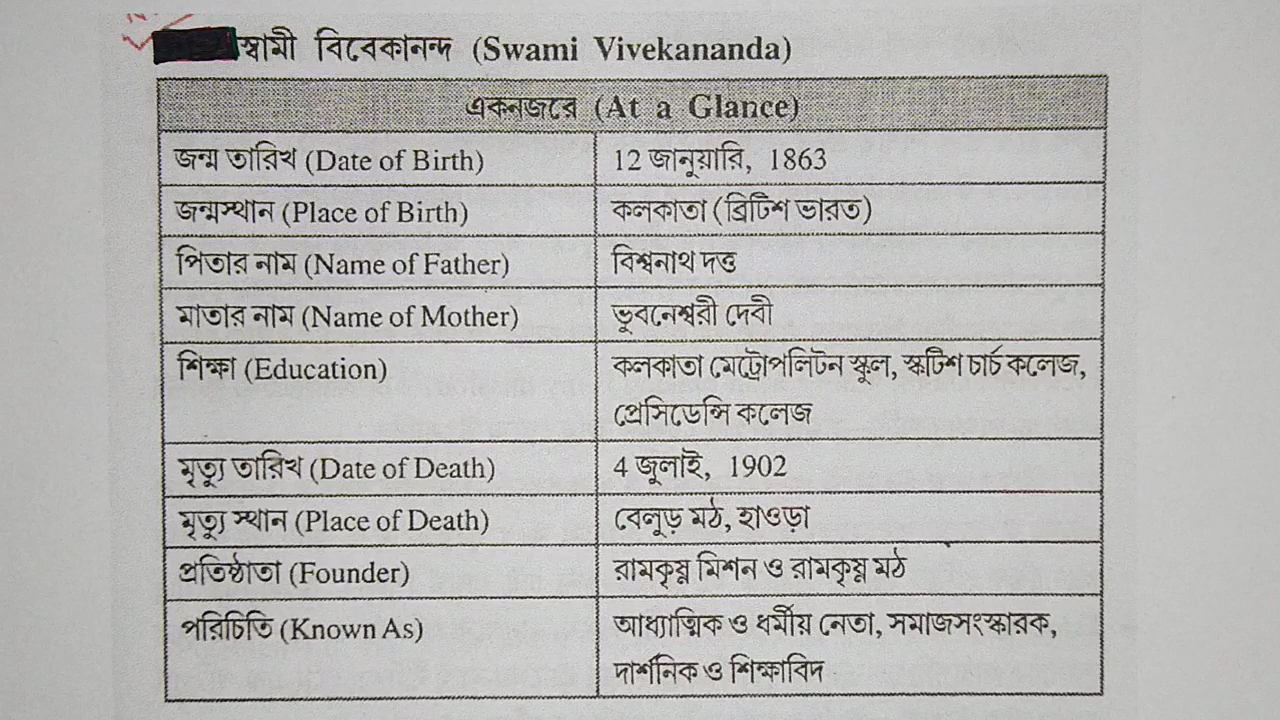 স্বামী বিবেকানন্দ (Swami Vivekananda)
একনজরে (At a Glance)
জন্ম তারিখ (Date of Birth) 12 জানুয়ারি, 1863
জন্মস্থান (Place of Birth) কলকাতা (ব্রিটিশ ভারত)
পিতার নাম (Name of Father) বিশ্বনাথ দত্ত
মাতার নাম (Name of Mother) ভুবনেশ্বরী দেবী
শিক্ষা (Education) কলকাতা মেট্রোপলিটন স্কুল, স্কটিশ চার্চ কলেজ,
প্রেসিডেন্সি কলেজ
মৃত্যু তারিখ (Date of Death) 4 জুলাই, 1902
মৃত্যু স্থান (Place of Death) বেলুড় মঠ, হাওড়া
প্রতিষ্ঠাতা (Founder) রামকৃষ্ণ মিশন ও রামকৃষ্ণ মঠ
পরিচিতি (Known As) আধ্যাত্মিক ও ধর্মীয় নেতা, সমাজসংস্কারক,
দার্শনিক ও শিক্ষাবিদ